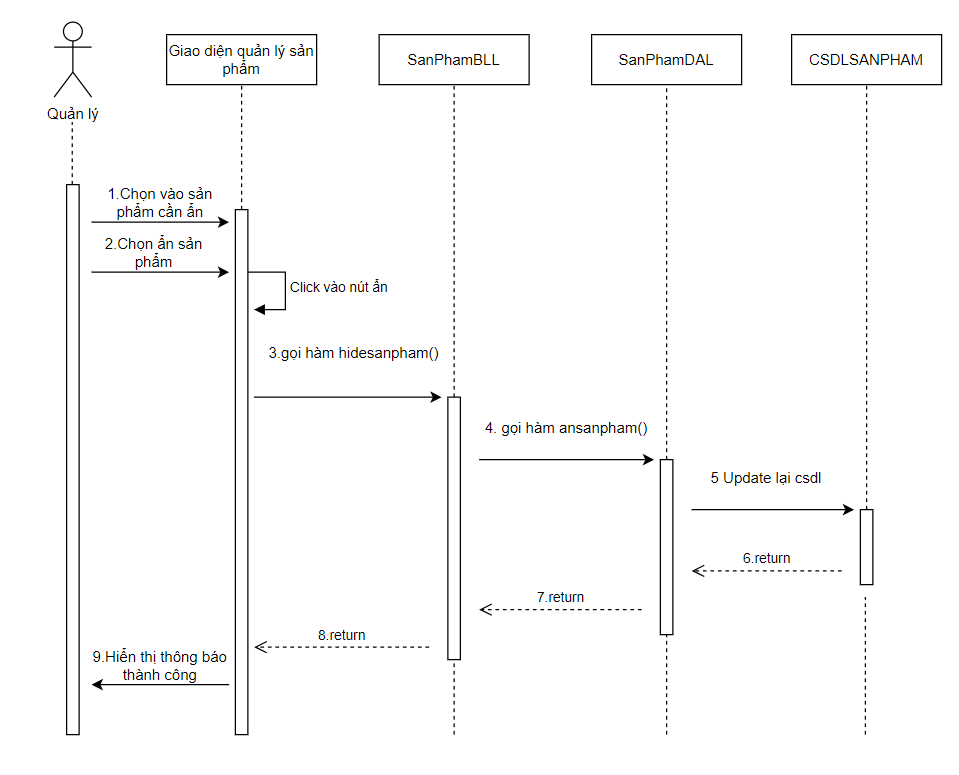 Quản lý
Giao diện quản lý sản
phẩm
SanPhamBLL
SanPhamDAL
CSDLSANPHAM
1.Chọn vào sản
phẩm cần ẩn
2.Chọn ẩn sản
phẩm
Click vào nút ẩn
3.gọi hàm hidesanpham()
4. gọi hàm ansanpham()
5 Update lại csdl
6.return
7.return
8.return
9.Hiển thị thông báo
thành công